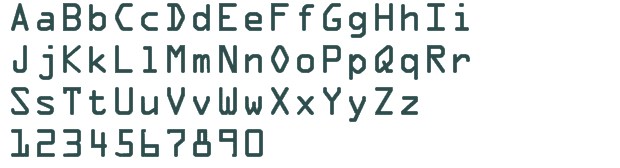 AaBbCcDdEeFfGgHhIi
JjKkLlMmNnOoPpQqRr
SsTtUuVvWwXxYyZz
1234567890